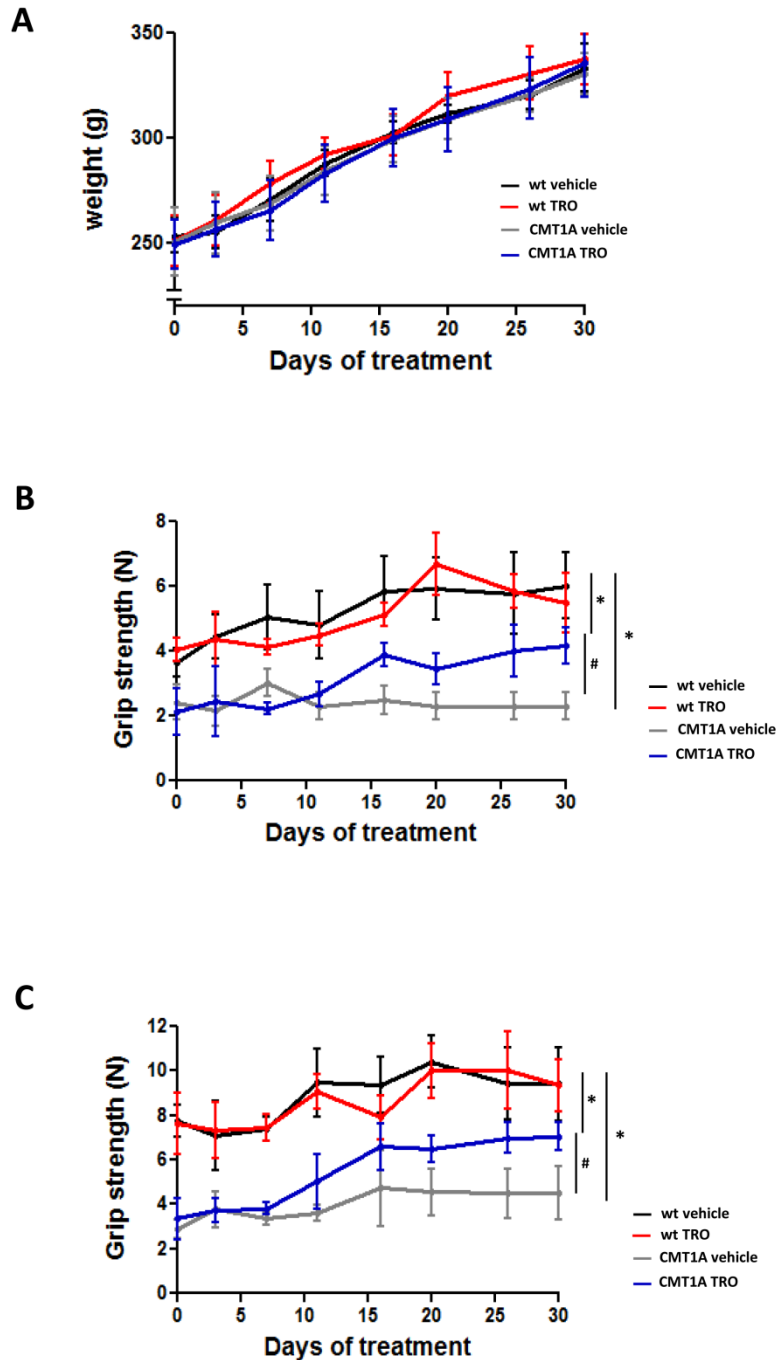 A
350
300
250
weight (g)
wt vehicle
wt TRO
CMT1A vehicle
CMT1A TRO
0 5 10 15 20 25 30
Days of treatment
B
8
6
4
2
0
Grip strength (N)
*
*
#
wt vehicle
wt TRO
CMT1A vehicle
CMT1A TRO
0 5 10 15 20 25 30
Days of treatment
C
12
10
8
6
4
2
0
Grip strength (N)
*
*
#
wt vehicle
wt TRO
CMT1A vehicle
CMT1A TRO
0 5 10 15 20 25 30
Days of treatment